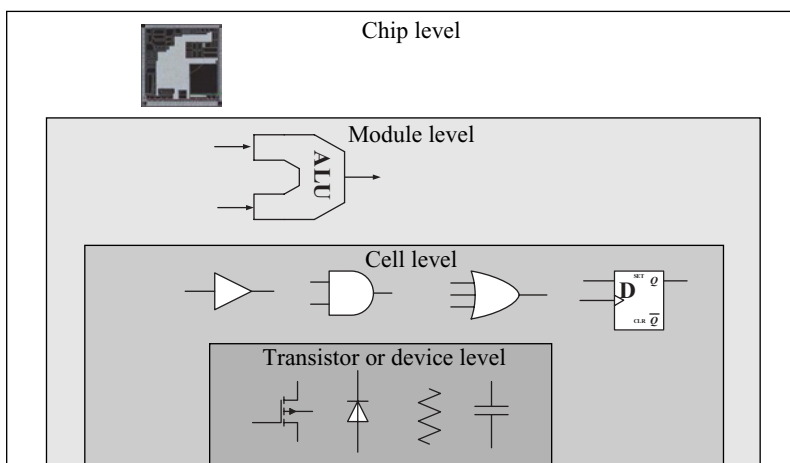 Chip level
Module level
ALU
Cell level
SET Q
D
CLR Q
Transistor or device level